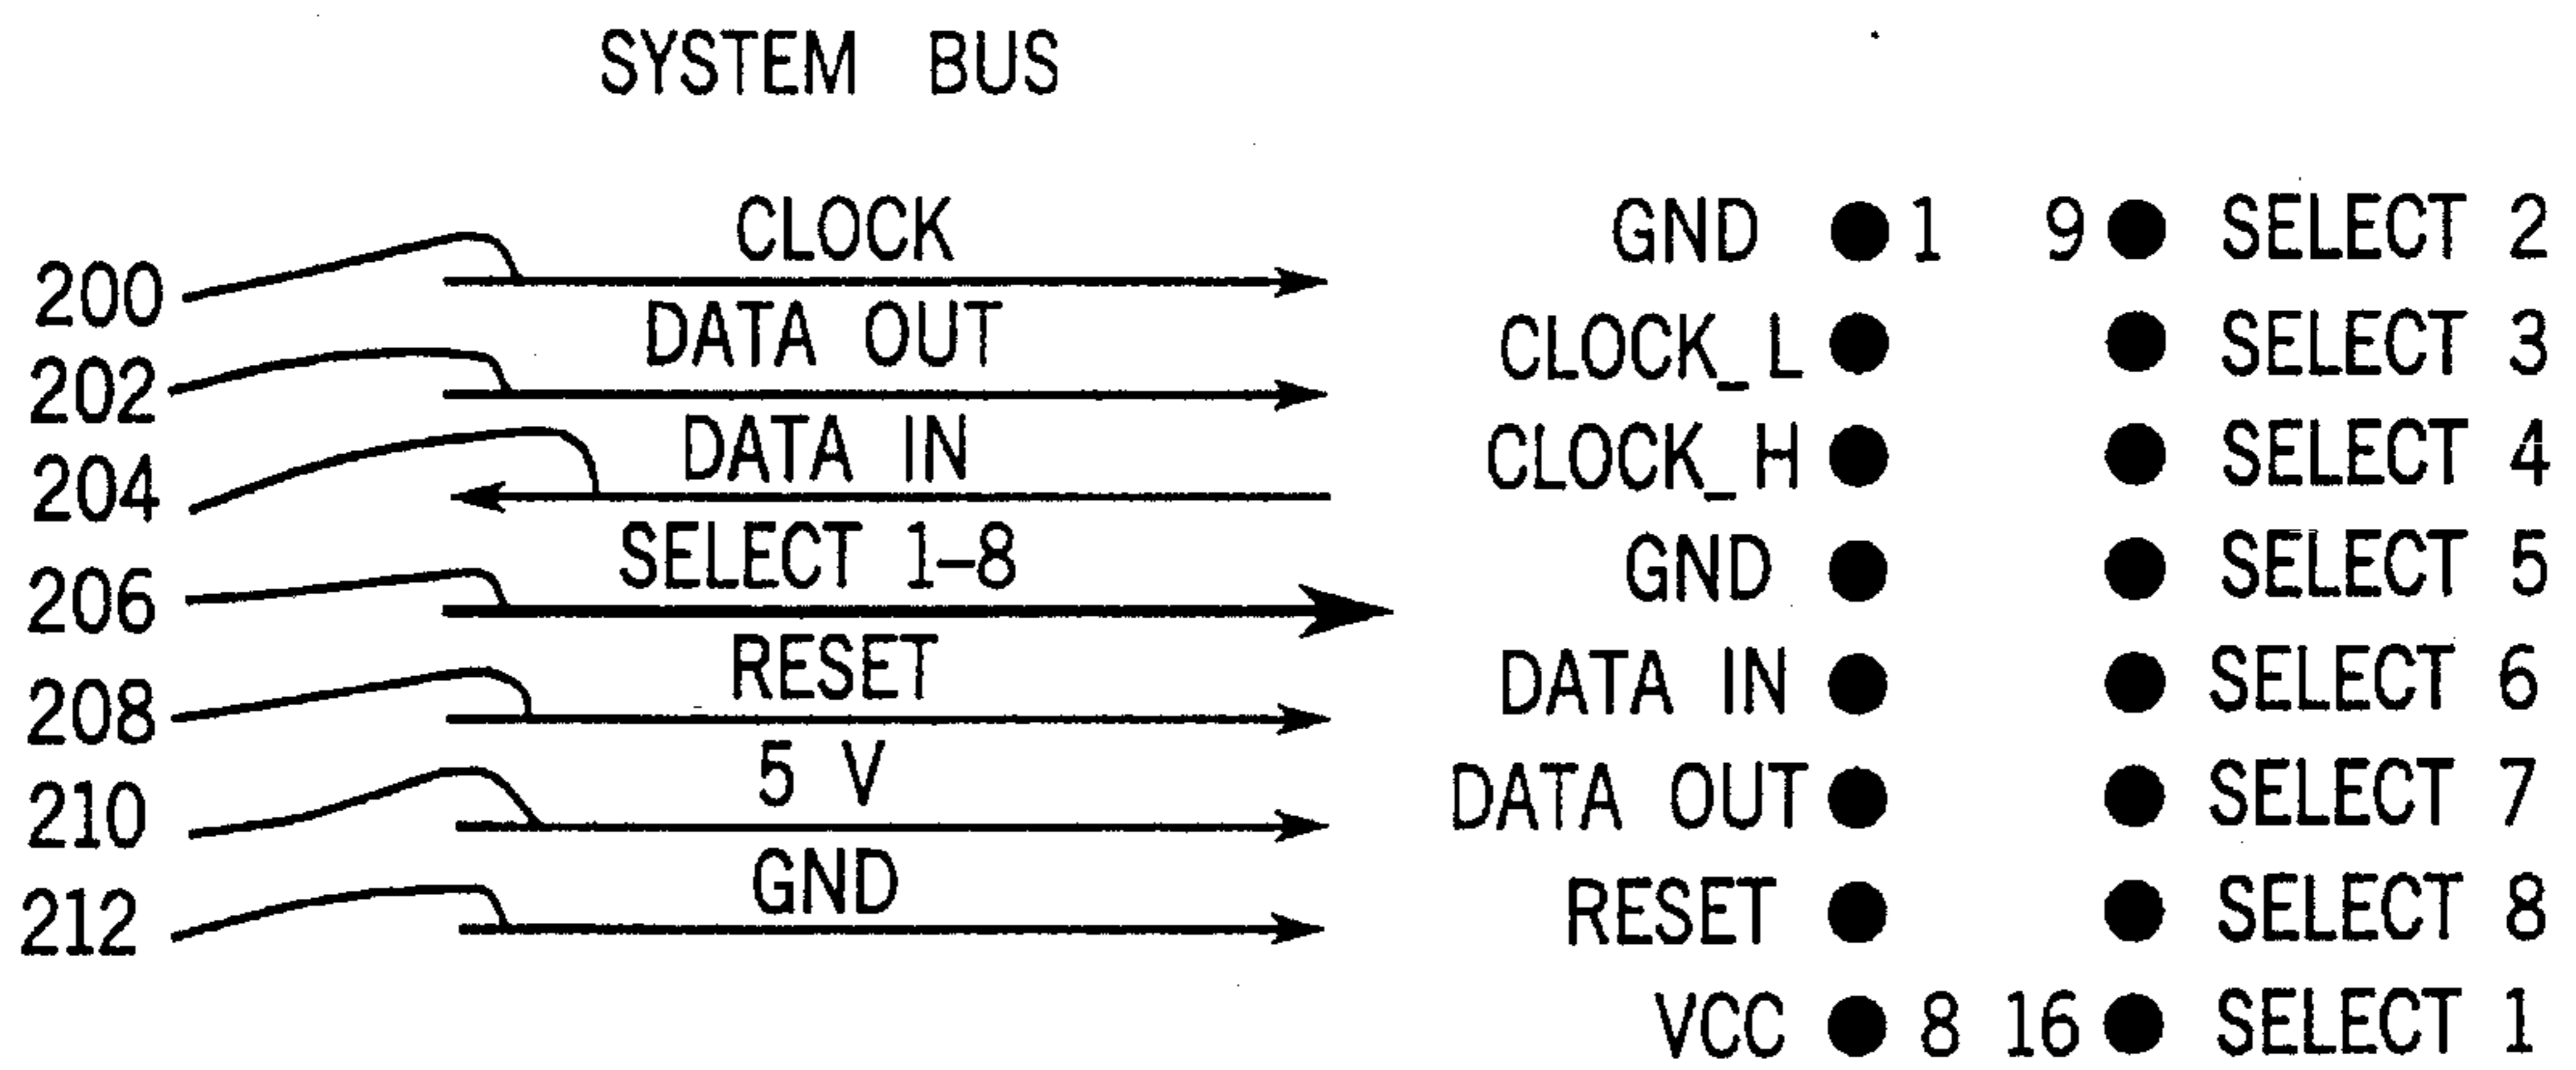 SYSTEM BUS
CLOCK
200
DATA OUT
202
DATA IN
204
SELECT 1–8
206
RESET
208
5 V
210
GND
212
GND 1 9 SELECT 2
CLOCK_L SELECT 3
CLOCK_H SELECT 4
GND SELECT 5
DATA IN SELECT 6
DATA OUT SELECT 7
RESET SELECT 8
VCC 8 16 SELECT 1